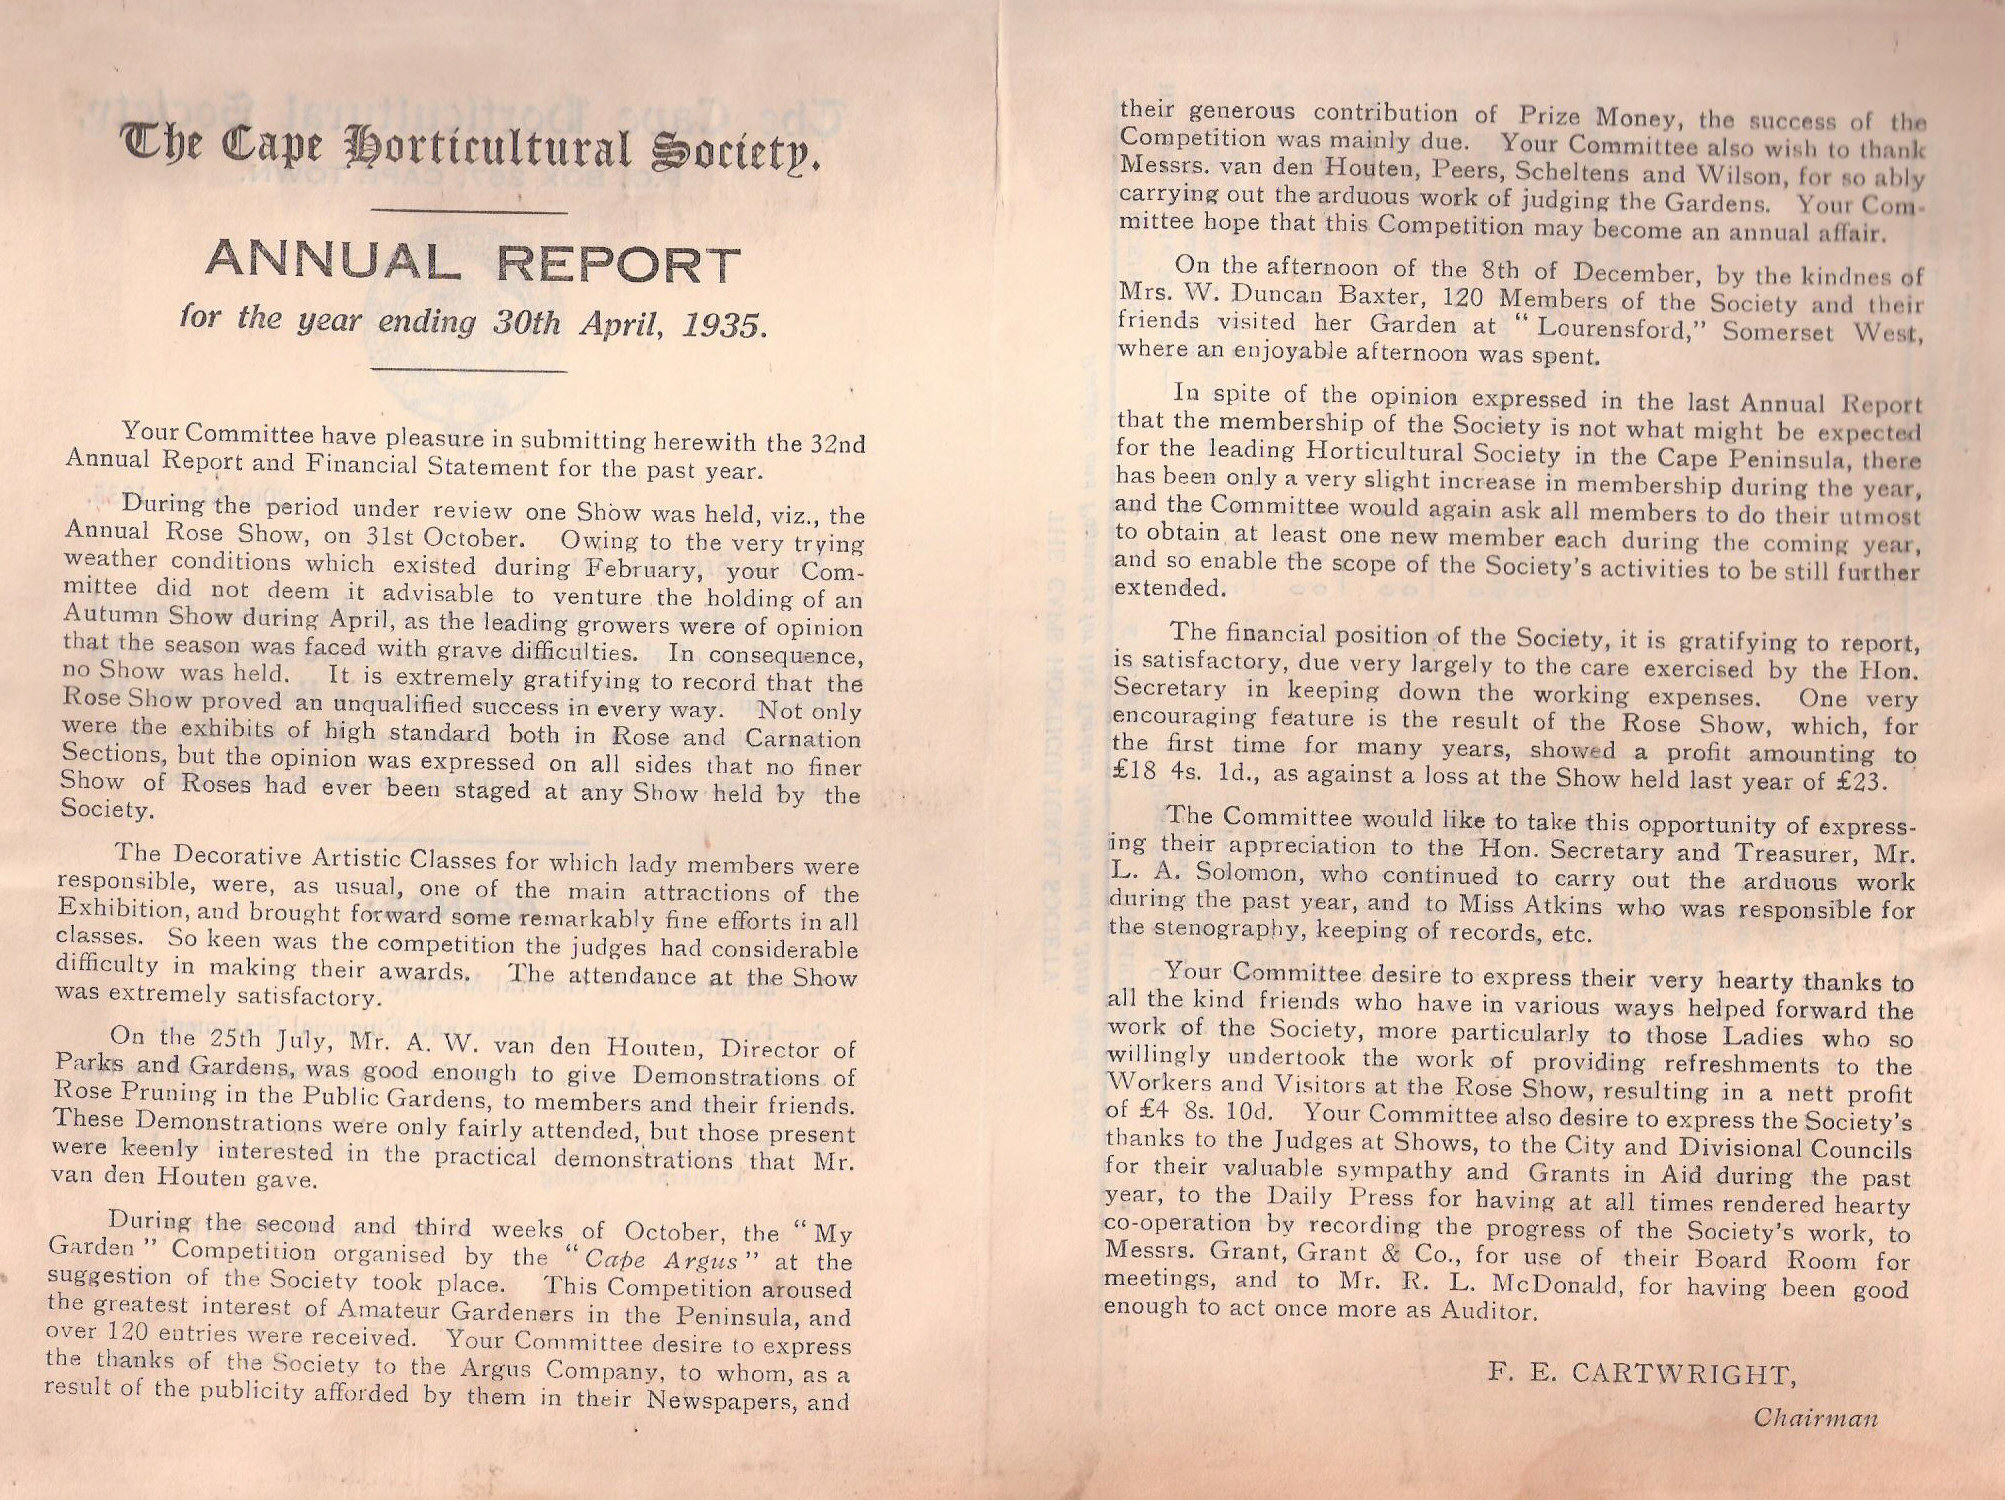 The Cape Horticultural Society.
ANNUAL REPORT
for the year ending 30th April, 1935.
Your Committee have pleasure in submitting herewith the 32nd
Annual Report and Financial Statement for the past year.
During the period under review one Show was held, viz., the
Annual Rose Show, on 31st October. Owing to the very trying
weather conditions which existed during February, your Com-
mittee did not deem it advisable to venture the holding of an
Autumn Show during April, as the leading growers were of opinion
that the season was faced with grave difficulties. In consequence,
no Show was held. It is extremely gratifying to record that the
Rose Show proved an unqualified success in every way. Not only
were the exhibits of high standard both in Rose and Carnation
Sections, but the opinion was expressed on all sides that no finer
Show of Roses had ever been staged at any Show held by the
Society.
The Decorative Artistic Classes for which lady members were
responsible, were, as usual, one of the main attractions of the
Exhibition, and brought forward some remarkably fine efforts in all
classes. So keen was the competition the judges had considerable
difficulty in making their awards. The attendance at the Show
was extremely satisfactory.
On the 25th July, Mr. A. W. van den Houten, Director of
Parks and Gardens, was good enough to give Demonstrations of
Rose Pruning in the Public Gardens, to members and their friends.
These Demonstrations were only fairly attended, but those present
were keenly interested in the practical demonstrations that Mr.
van den Houten gave.
During the second and third weeks of October, the "My
Garden" Competition organised by the "Cape Argus" at the
suggestion of the Society took place. This Competition aroused
the greatest interest of Amateur Gardeners in the Peninsula, and
over 120 entries were received. Your Committee desire to express
the thanks of the Society to the Argus Company, to whom, as a
result of the publicity afforded by them in their Newspapers, and
their generous contribution of Prize Money, the success of the
Competition was mainly due. Your Committee also wish to thank
Messrs. van den Houten, Peers, Scheltens and Wilson, for so ably
carrying out the arduous work of judging the Gardens. Your Com-
mittee hope that this Competition may become an annual affair.
On the afternoon of the 8th of December, by the kindnes of
Mrs. W. Duncan Baxter, 120 Members of the Society and their
friends visited her Garden at "Lourensford," Somerset West,
where an enjoyable afternoon was spent.
In spite of the opinion expressed in the last Annual Report
that the membership of the Society is not what might be expected
for the leading Horticultural Society in the Cape Peninsula, there
has been only a very slight increase in membership during the year,
and the Committee would again ask all members to do their utmost
to obtain at least one new member each during the coming year,
and so enable the scope of the Society's activities to be still further
extended.
The financial position of the Society, it is gratifying to report,
is satisfactory, due very largely to the care exercised by the Hon.
Secretary in keeping down the working expenses. One very
encouraging feature is the result of the Rose Show, which, for
the first time for many years, showed a profit amounting to
£18 4s. 1d., as against a loss at the Show held last year of £23.
The Committee would like to take this opportunity of express-
ing their appreciation to the Hon. Secretary and Treasurer, Mr.
L. A. Solomon, who continued to carry out the arduous work
during the past year, and to Miss Atkins who was responsible for
the stenography, keeping of records, etc.
Your Committee desire to express their very hearty thanks to
all the kind friends who have in various ways helped forward the
work of the Society, more particularly to those Ladies who so
willingly undertook the work of providing refreshments to the
Workers and Visitors at the Rose Show, resulting in a nett profit
of £4 8s. 10d. Your Committee also desire to express the Society's
thanks to the Judges at Shows, to the City and Divisional Councils
for their valuable sympathy and Grants in Aid during the past
year, to the Daily Press for having at all times rendered hearty
co-operation by recording the progress of the Society's work, to
Messrs. Grant, Grant & Co., for use of their Board Room for
meetings, and to Mr. R. L. McDonald, for having been good
enough to act once more as Auditor.
F. E. CARTWRIGHT,
Chairman